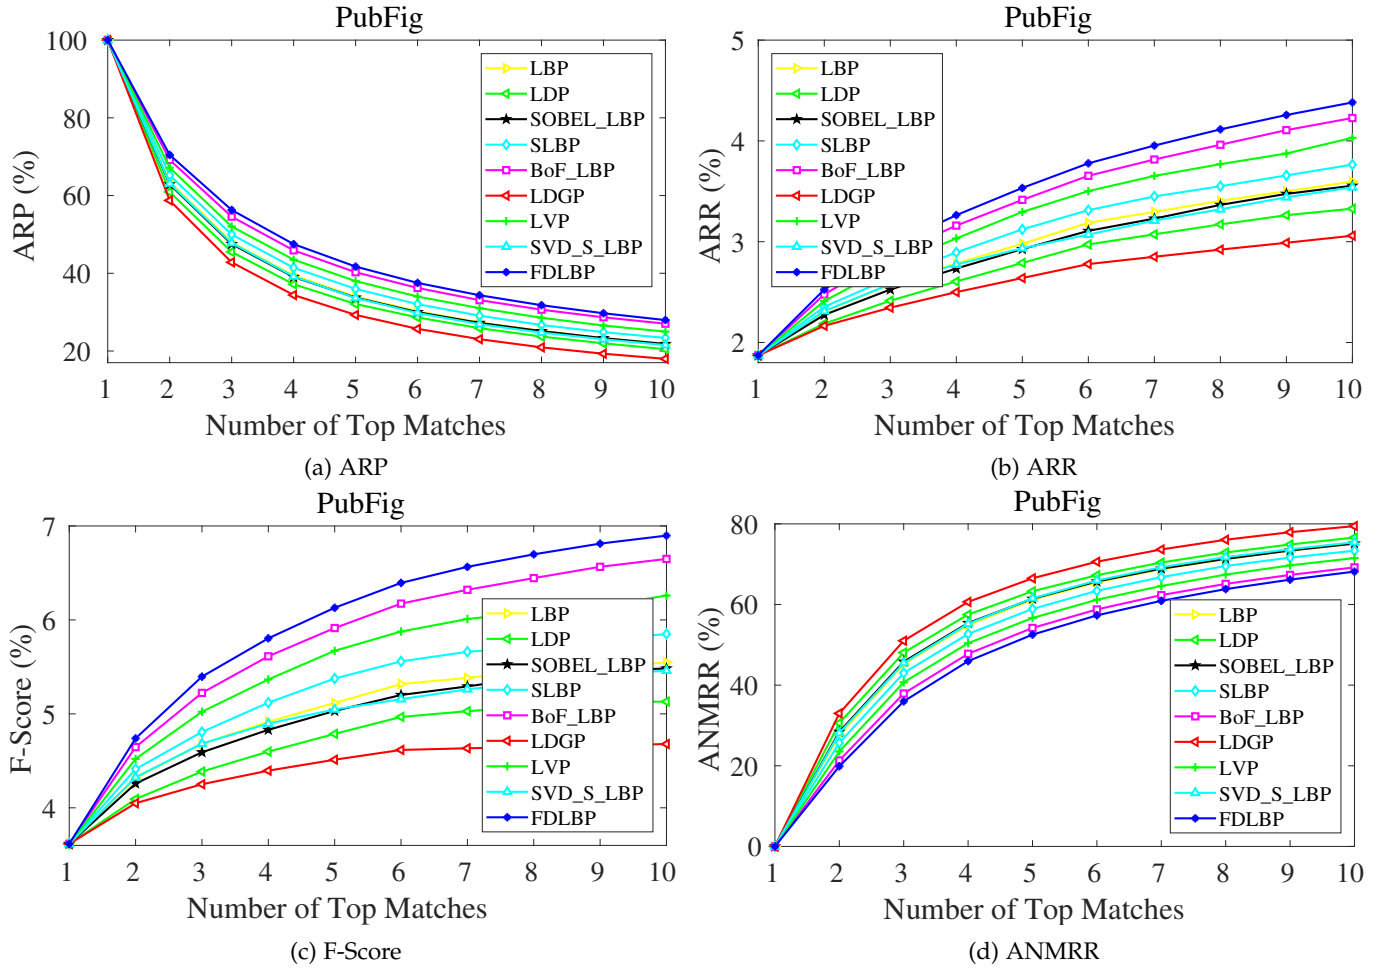 PubFig
100
80
60
40
20
ARP (%)
1 2 3 4 5 6 7 8 9 10
Number of Top Matches
LBP
LDP
SOBEL_LBP
SLBP
BoF_LBP
LDGP
LVP
SVD_S_LBP
FDLBP
(a) ARP
PubFig
5
4
3
2
ARR (%)
1 2 3 4 5 6 7 8 9 10
Number of Top Matches
LBP
LDP
SOBEL_LBP
SLBP
BoF_LBP
LDGP
LVP
SVD_S_LBP
FDLBP
(b) ARR
PubFig
7
6
5
4
F-Score (%)
1 2 3 4 5 6 7 8 9 10
Number of Top Matches
LBP
LDP
SOBEL_LBP
SLBP
BoF_LBP
LDGP
LVP
SVD_S_LBP
FDLBP
(c) F-Score
PubFig
80
60
40
20
0
ANMRR (%)
1 2 3 4 5 6 7 8 9 10
Number of Top Matches
LBP
LDP
SOBEL_LBP
SLBP
BoF_LBP
LDGP
LVP
SVD_S_LBP
FDLBP
(d) ANMRR